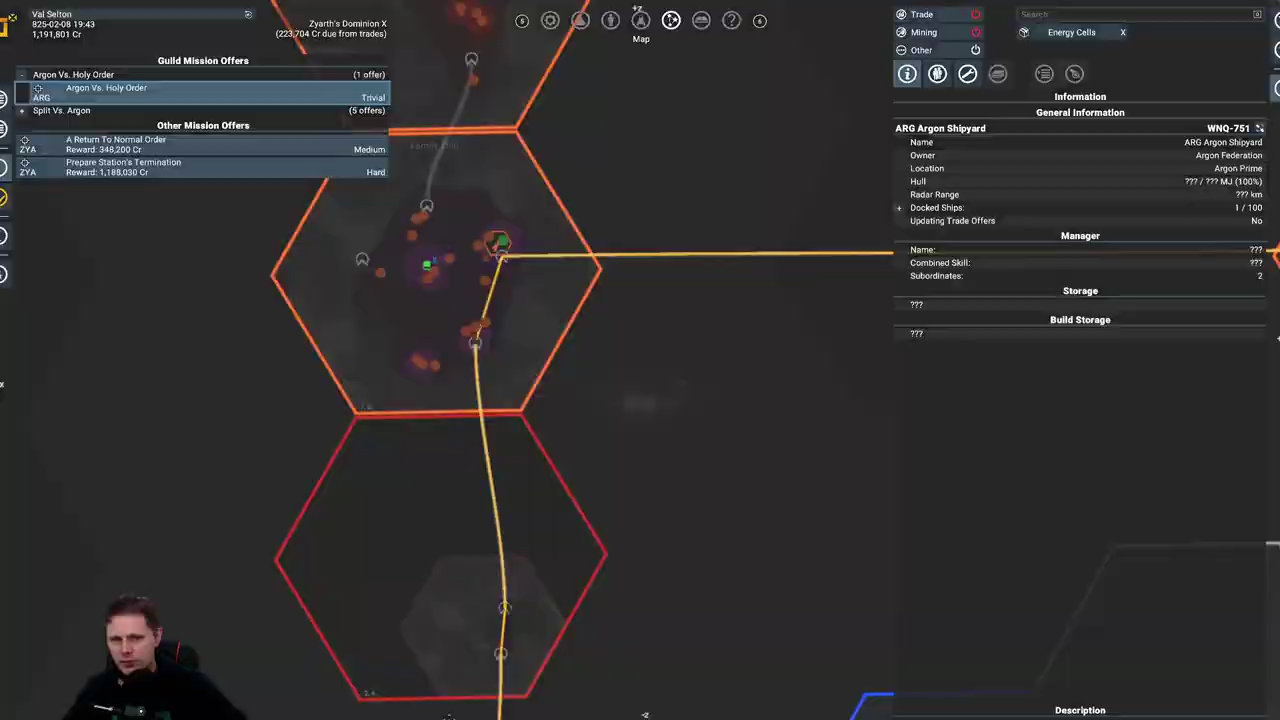 Val Selton
825-02-08 19:43
1,191,801 Cr
Zyarth's Dominion X
(223,704 Cr due from trades)
Guild Mission Offers
- Argon Vs. Holy Order (1 offer)
Argon Vs. Holy Order
ARG Trivial
+ Split Vs. Argon (5 offers)
Other Mission Offers
A Return To Normal Order
ZYA Reward: 348,200 Cr Medium
Prepare Station's Termination
ZYA Reward: 1,188,030 Cr Hard
Map
Trade
Mining
Other
Search
Energy Cells X
Information
General Information
ARG Argon Shipyard WNQ-751
Name ARG Argon Shipyard
Owner Argon Federation
Location Argon Prime
Hull ??? / ??? MJ (100%)
Radar Range ??? km
+ Docked Ships: 1 / 100
Updating Trade Offers No
Manager
Name: ???
Combined Skill: ???
Subordinates: 2
Storage
???
Build Storage
???
Description